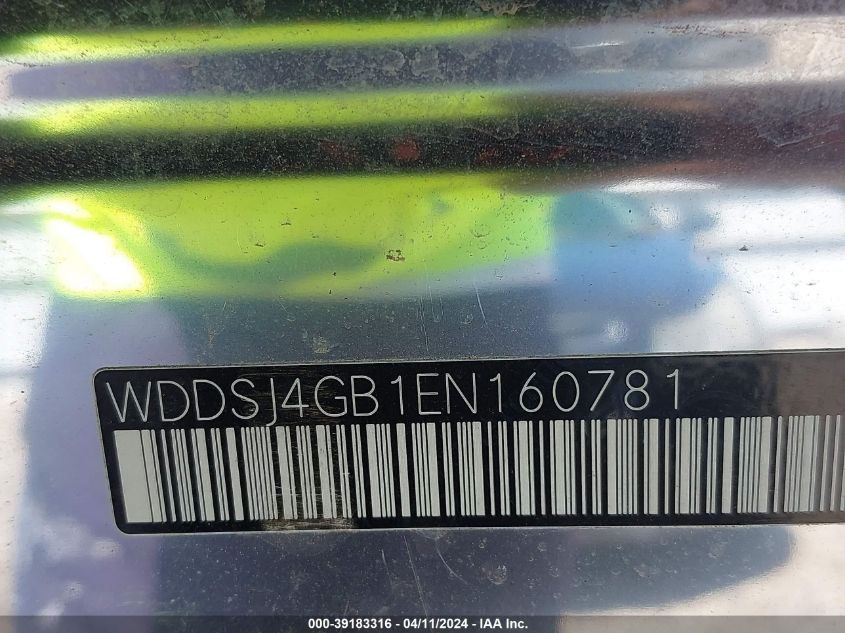 WDDSJ4GB1EN160781
000-39183316 - 04/11/2024 - IAA Inc.